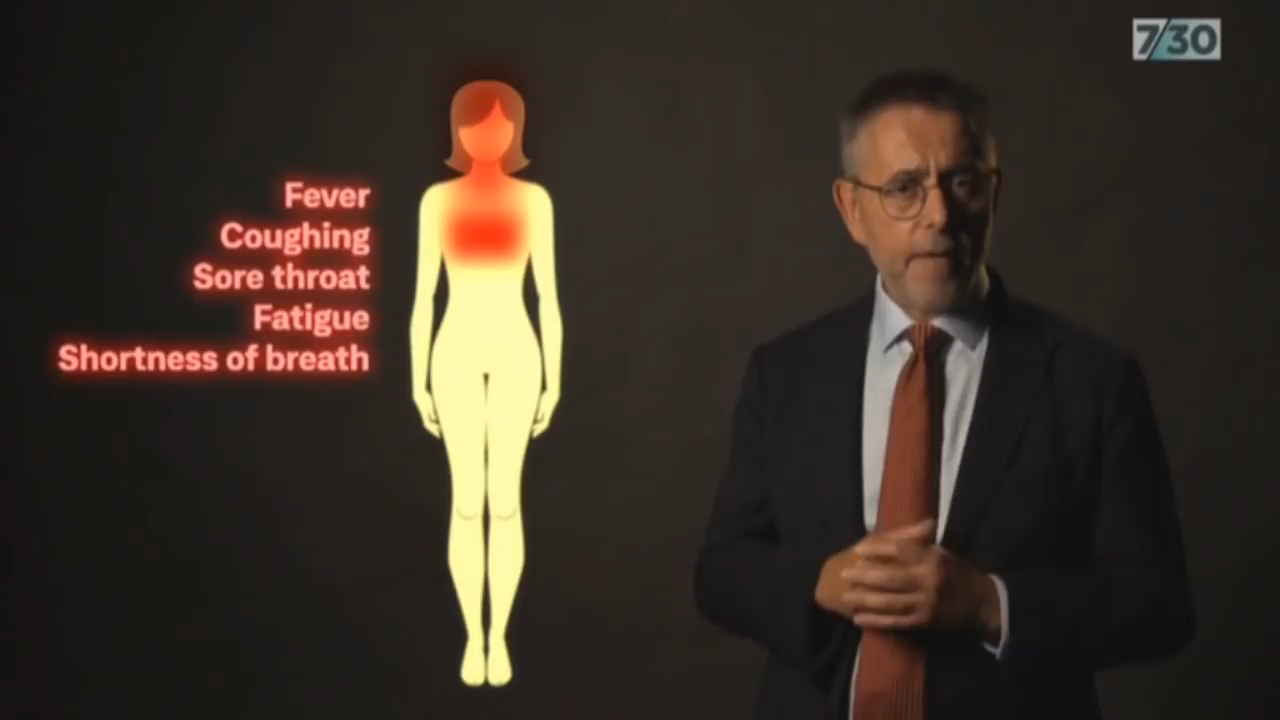 7/30
Fever
Coughing
Sore throat
Fatigue
Shortness of breath